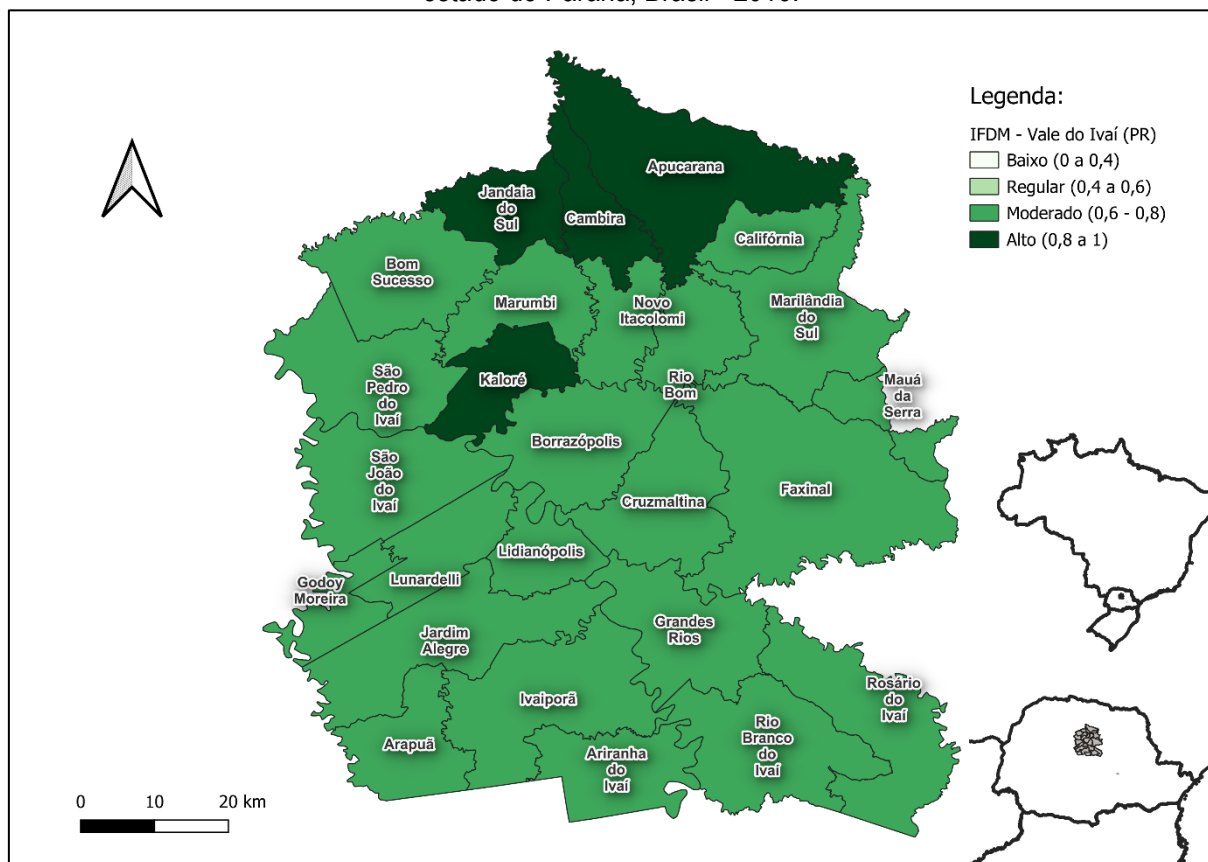 estado do Paraná, Brasil -
Legenda:
IFDM - Vale do Ivaí (PR)
Baixo (0 a 0,4)
Regular (0,4 a 0,6)
Moderado (0,6 - 0,8)
Alto (0,8 a 1)
Apucarana
Jandaia
do
Sul
Cambira
Califórnia
Bom
Sucesso
Marumbi
Novo
Itacolomi
Marilândia
do
Sul
São
Pedro
do
Ivaí
Kaloré
Rio
Bom
Mauá
da
Serra
Borrazópolis
São
João
do
Ivaí
Cruzmaltina
Faxinal
Lidianópolis
Godoy
Moreira
Lunardelli
Jardim
Alegre
Grandes
Rios
Rosário
do
Ivaí
Ivaiporã
Arapuã
Ariranha
do
Ivaí
Rio
Branco
do
Ivaí
0 10 20 km